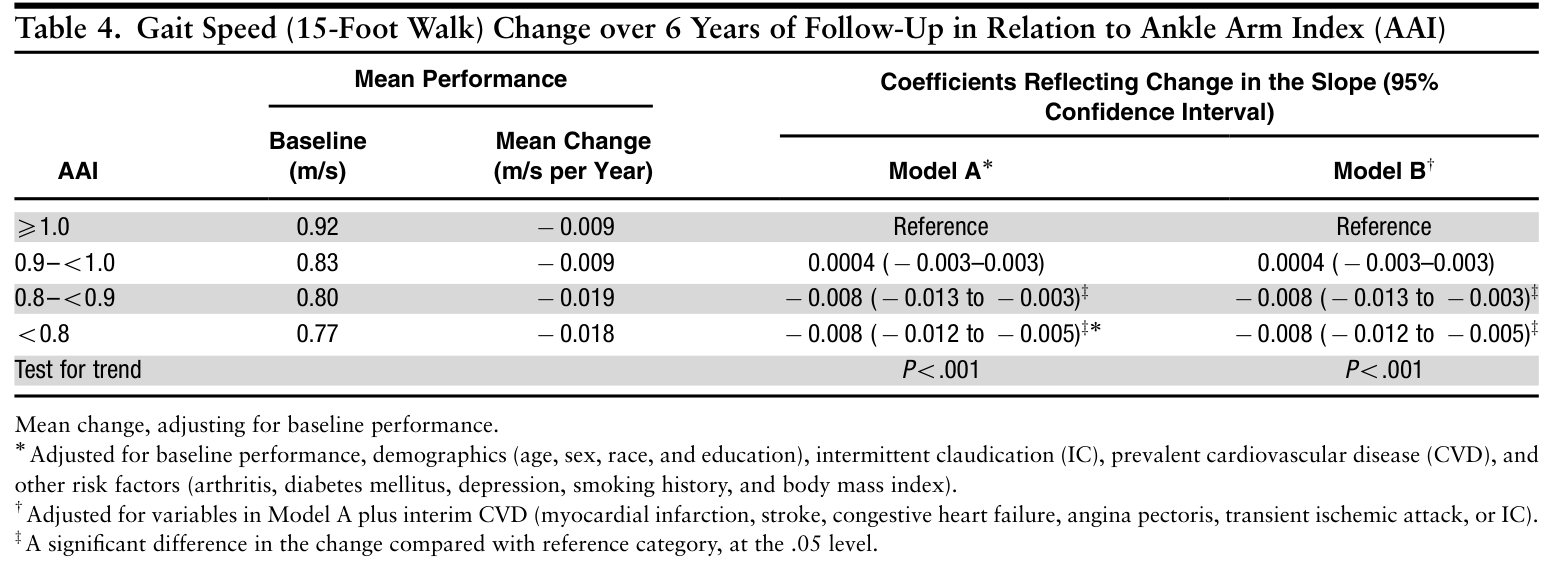 Table 4. Gait Speed (15-Foot Walk) Change over 6 Years of Follow-Up in Relation to Ankle Arm Index (AAI)
Mean Performance
Coefficients Reflecting Change in the Slope (95%
Confidence Interval)
AAI
Baseline
(m/s)
Mean Change
(m/s per Year)
Model A*
Model B†
⩾1.0 0.92 − 0.009 Reference Reference
0.9–<1.0 0.83 − 0.009 0.0004 (− 0.003–0.003) 0.0004 (− 0.003–0.003)
0.8–<0.9 0.80 − 0.019 − 0.008 (− 0.013 to − 0.003)‡ − 0.008 (− 0.013 to − 0.003)‡
<0.8 0.77 − 0.018 − 0.008 (− 0.012 to − 0.005)‡* − 0.008 (− 0.012 to − 0.005)‡
Test for trend P<.001 P<.001
Mean change, adjusting for baseline performance.
* Adjusted for baseline performance, demographics (age, sex, race, and education), intermittent claudication (IC), prevalent cardiovascular disease (CVD), and
other risk factors (arthritis, diabetes mellitus, depression, smoking history, and body mass index).
† Adjusted for variables in Model A plus interim CVD (myocardial infarction, stroke, congestive heart failure, angina pectoris, transient ischemic attack, or IC).
‡ A significant difference in the change compared with reference category, at the .05 level.